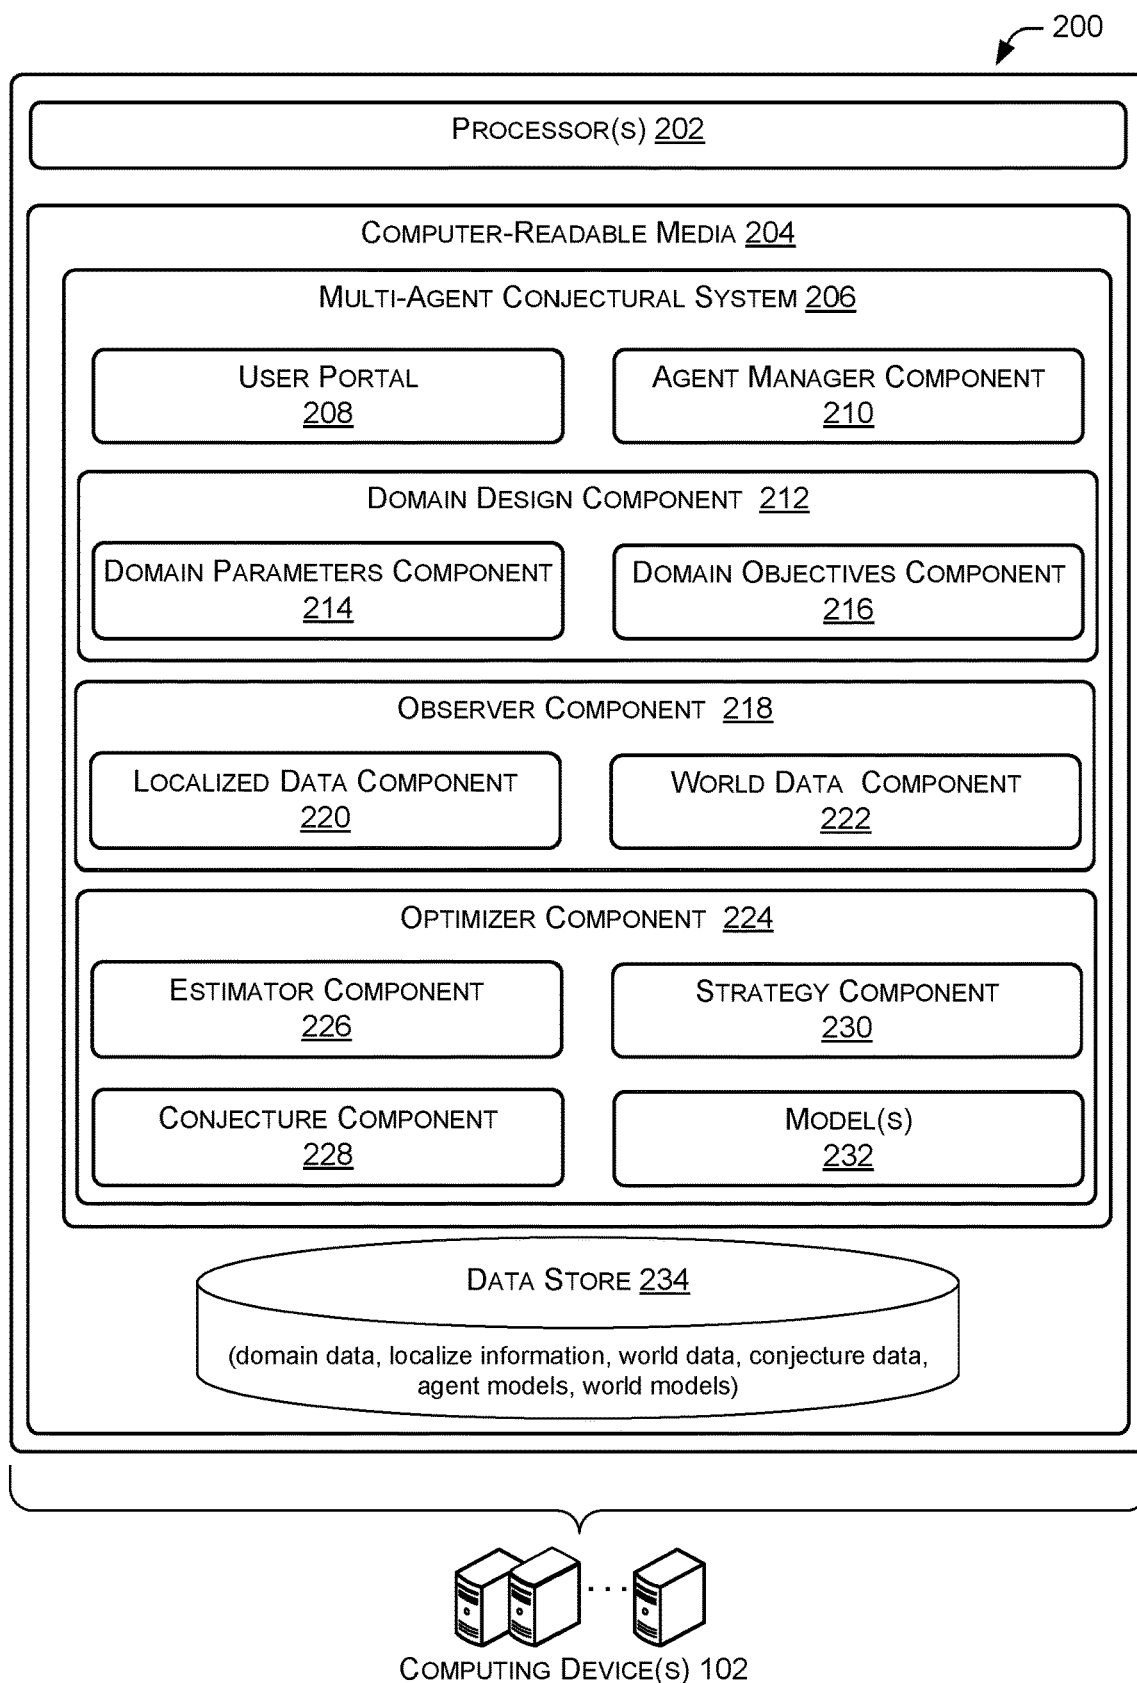 200
PROCESSOR(S) 202
COMPUTER-READABLE MEDIA 204
MULTI-AGENT CONJECTURAL SYSTEM 206
USER PORTAL
208
AGENT MANAGER COMPONENT
210
DOMAIN DESIGN COMPONENT 212
DOMAIN PARAMETERS COMPONENT
214
DOMAIN OBJECTIVES COMPONENT
216
OBSERVER COMPONENT 218
LOCALIZED DATA COMPONENT
220
WORLD DATA COMPONENT
222
OPTIMIZER COMPONENT 224
ESTIMATOR COMPONENT
226
STRATEGY COMPONENT
230
CONJECTURE COMPONENT
228
MODEL(S)
232
DATA STORE 234
(domain data, localize information, world data, conjecture data,
agent models, world models)
COMPUTING DEVICE(S) 102